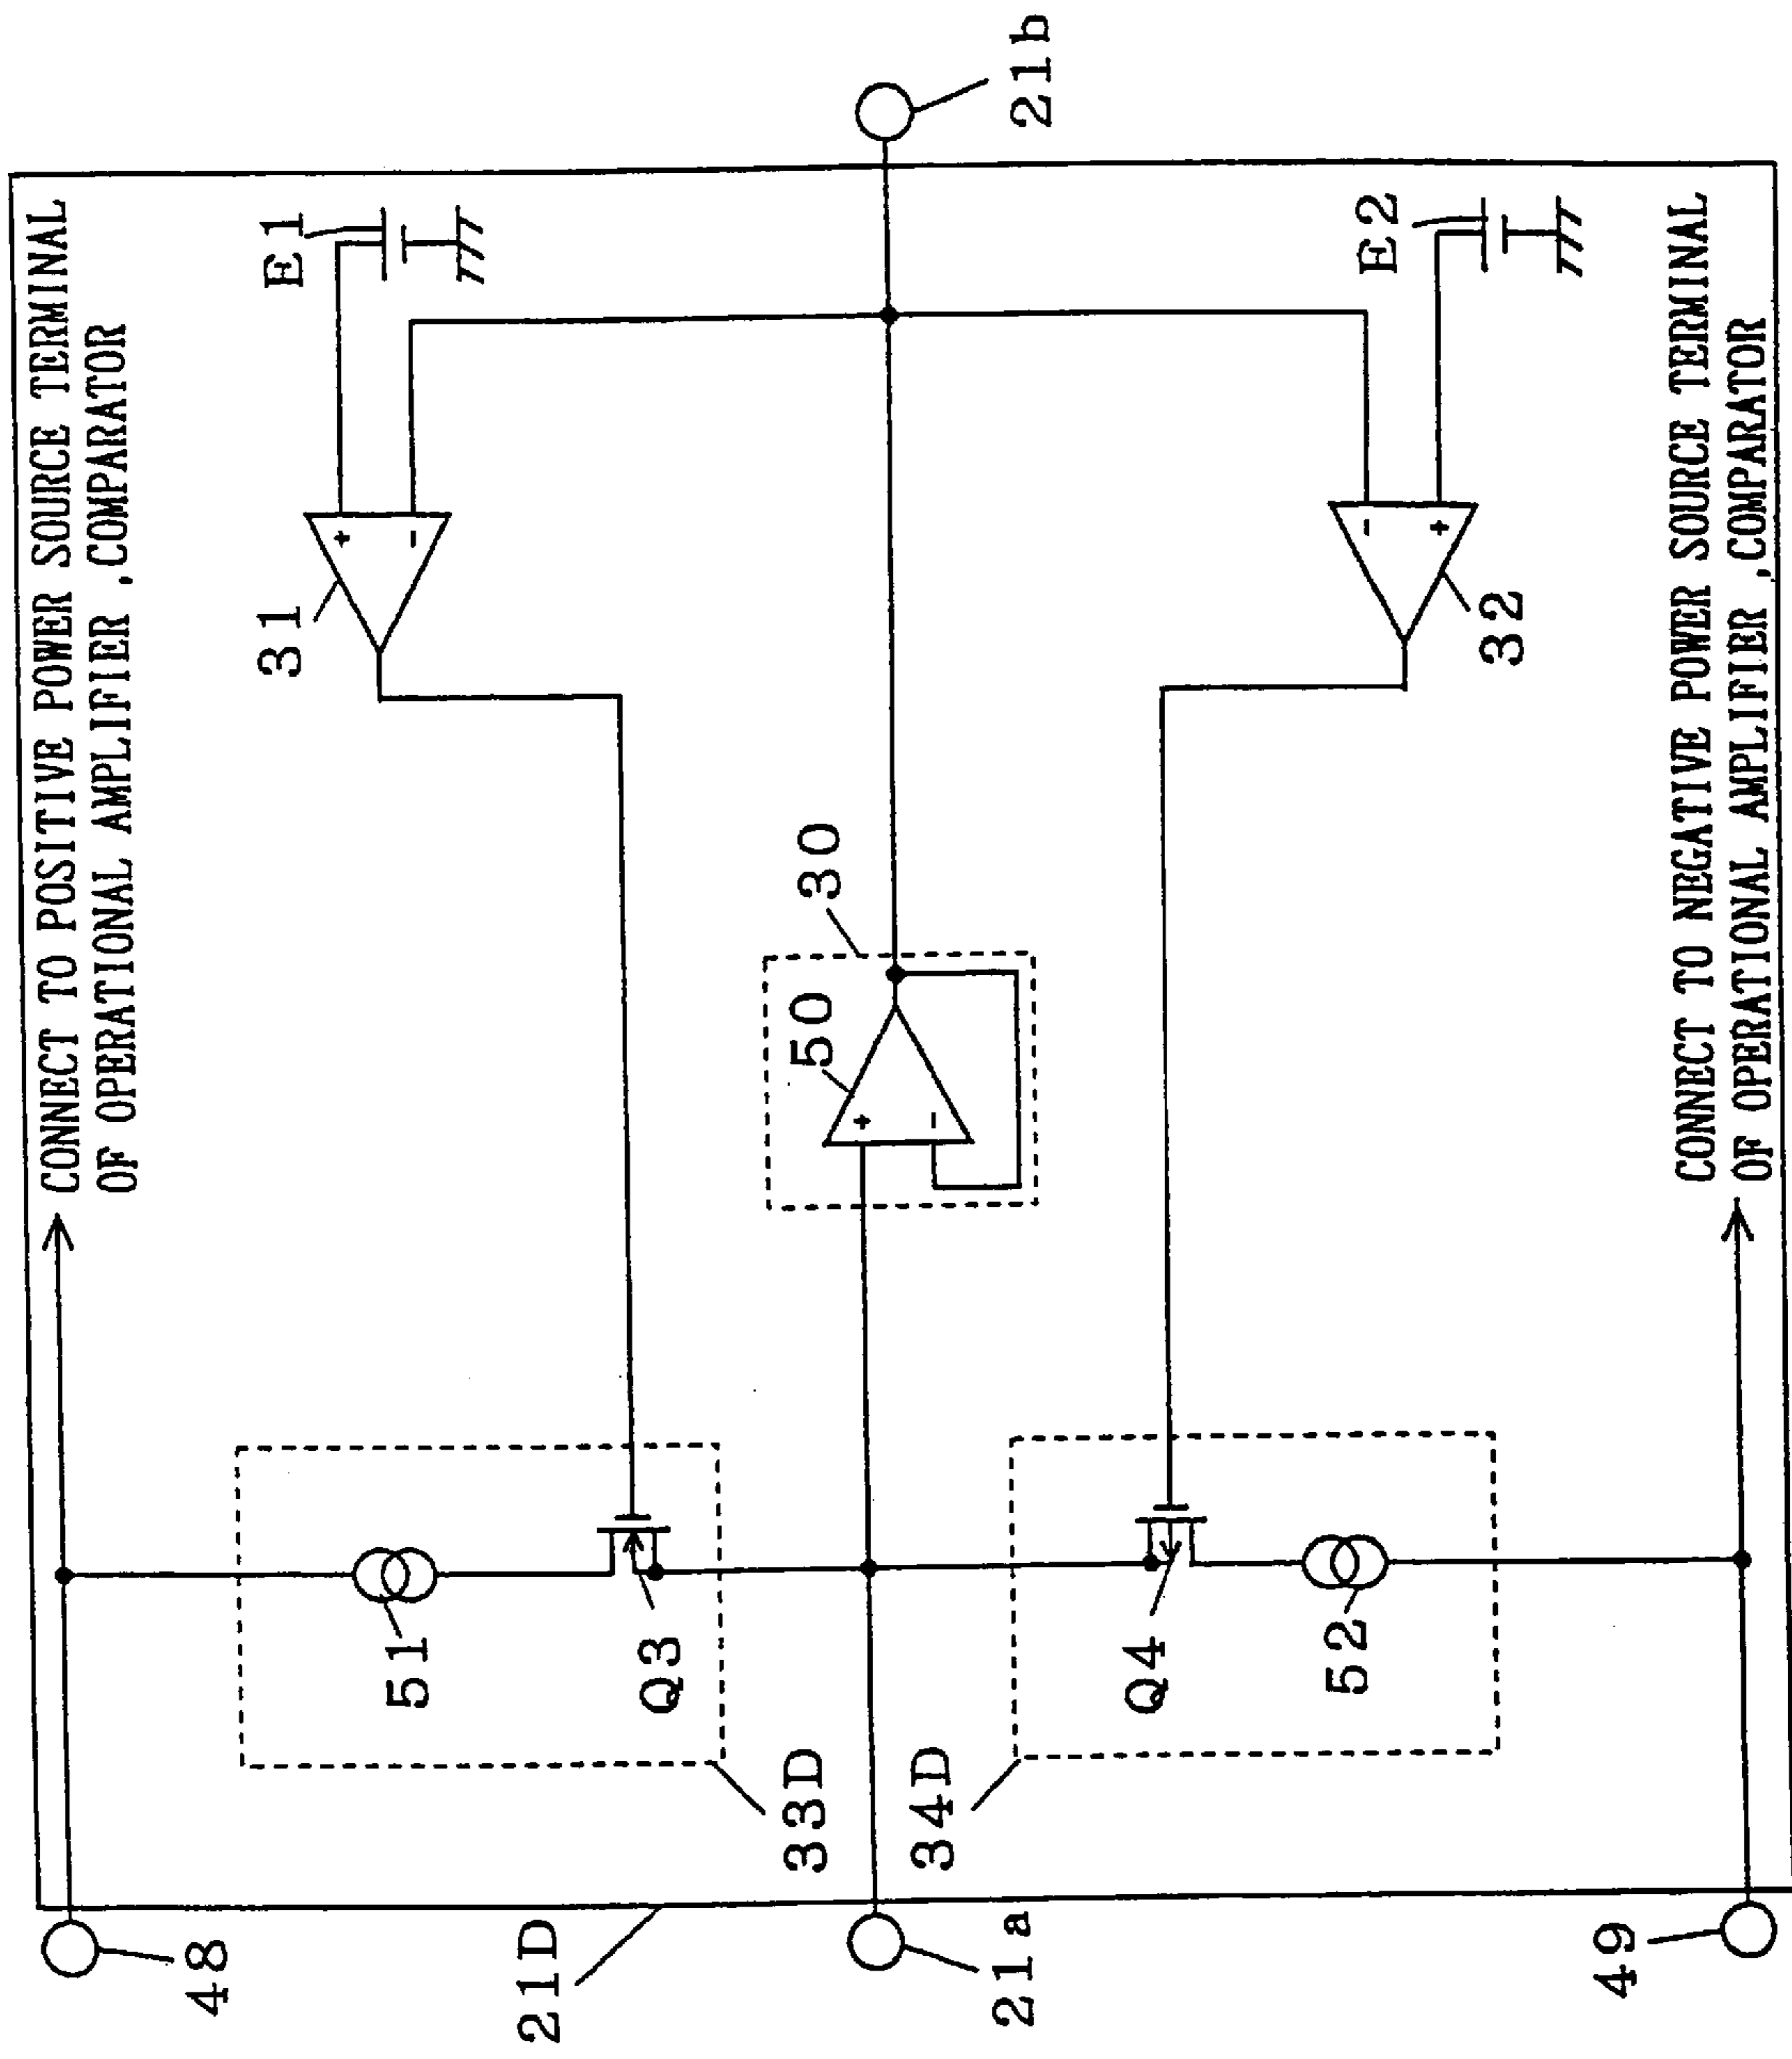 CONNECT TO POSITIVE POWER SOURCE TERMINAL
OF OPERATIONAL AMPLIFIER ,COMPARATOR
48
E1
31
+
-
51
Q3
33D
21D
30
50
+
-
21a
21b
34D
Q4
52
32
-
+
E2
49
CONNECT TO NEGATIVE POWER SOURCE TERMINAL
OF OPERATIONAL AMPLIFIER ,COMPARATOR